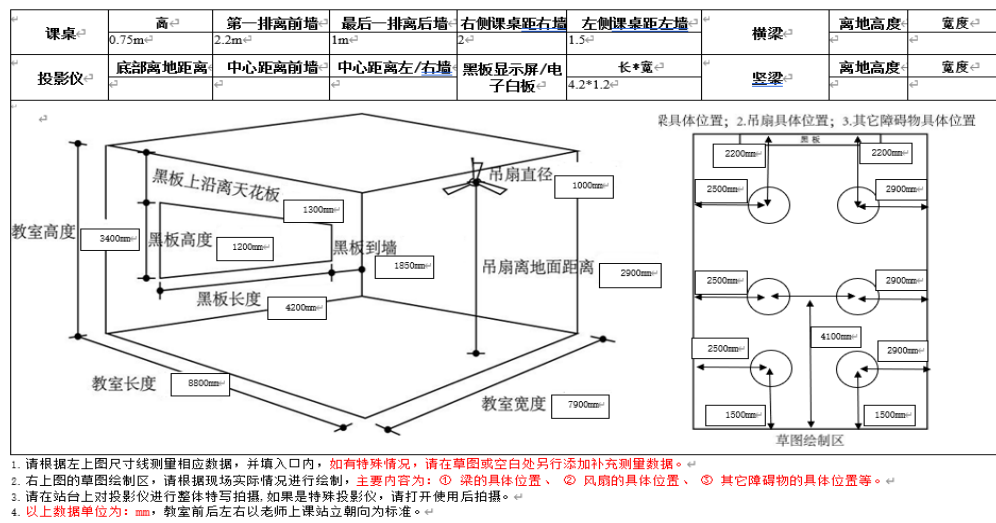 课桌 高 第一排离前墙 最后一排离后墙 右侧课桌距右墙 左侧课桌距左墙 横梁 离地高度 宽度
0.75m 2.2m 1m 2 1.5
投影仪 底部离地距离 中心距离前墙 中心距离左/右墙 黑板显示屏/电子白板 长*宽 竖梁 离地高度 宽度
4.2*1.2
梁具体位置；2.吊扇具体位置；3.其它障碍物具体位置
黑板
2200mm 2200mm
黑板上沿离天花板
1300mm
吊扇直径
1000mm
2500mm 2900mm
教室高度
3400mm
黑板高度
1200mm
黑板到墙
1850mm
吊扇离地面距离
2900mm
2500mm 2900mm
黑板长度
4200mm
4100mm
2500mm 2900mm
教室长度
8800mm
教室宽度
7900mm
1500mm 1500mm
草图绘制区
1. 请根据左上图尺寸线测量相应数据，并填入口内，如有特殊情况，请在草图或空白处另行添加补充测量数据。
2. 右上图的草图绘制区，请根据现场实际情况进行绘制，主要内容为：① 梁的具体位置、 ② 风扇的具体位置、 ③ 其它障碍物的具体位置等。
3. 请在站台上对投影仪进行整体特写拍摄,如果是特殊投影仪，请打开使用后拍摄。
4. 以上数据单位为：mm，教室前后左右以老师上课站立朝向为标准。